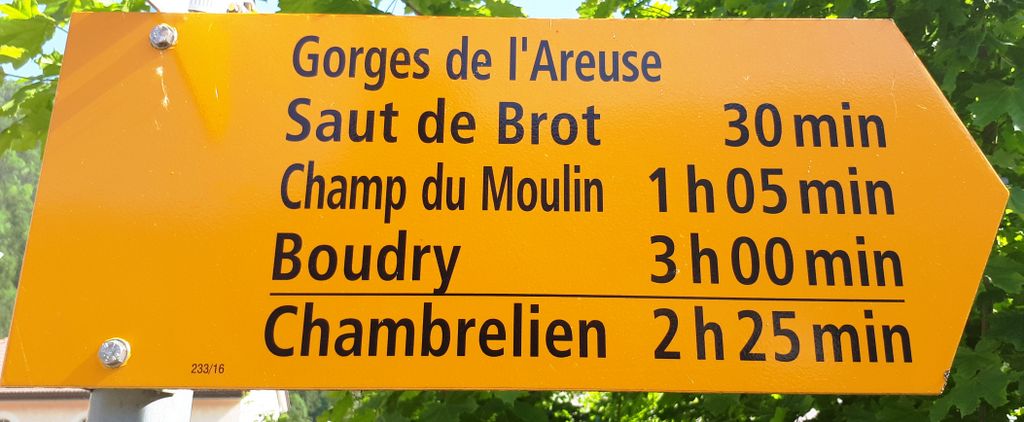 Gorges de l'Areuse
Saut de Brot 30 min
Champ du Moulin 1 h 05 min
Boudry 3 h 00 min
Chambrelien 2 h 25 min
233/16